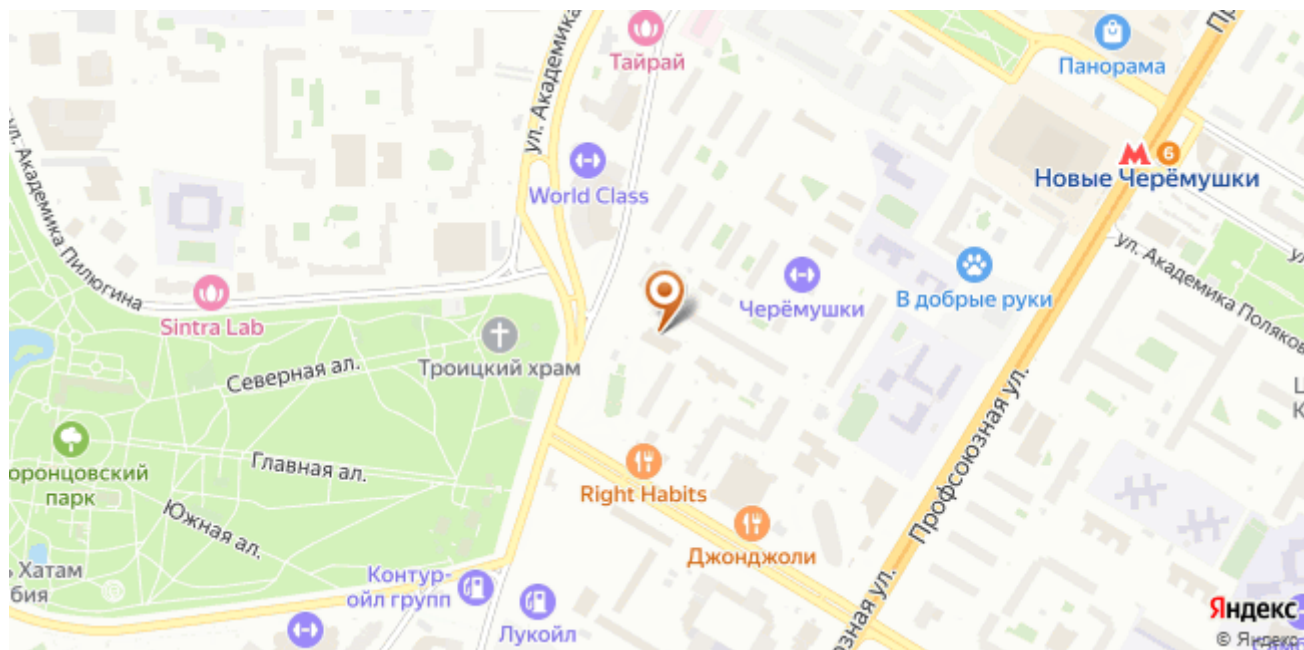 ул. Академика
Тайрай
Панорама
World Class
М 6
Новые Черёмушки
ул. Академика Пилюгина
Sintra Lab
Черёмушки
В добрые руки
ул. Академика Поляков
Троицкий храм
Северная ал.
оронцовский
парк
Главная ал.
Right Habits
Профсоюзная ул.
Южная ал.
Джонджоли
ь Хатам
бия
Контур-
ойл групп
Лукойл
зная ул.
Яндекс
© Яндекс